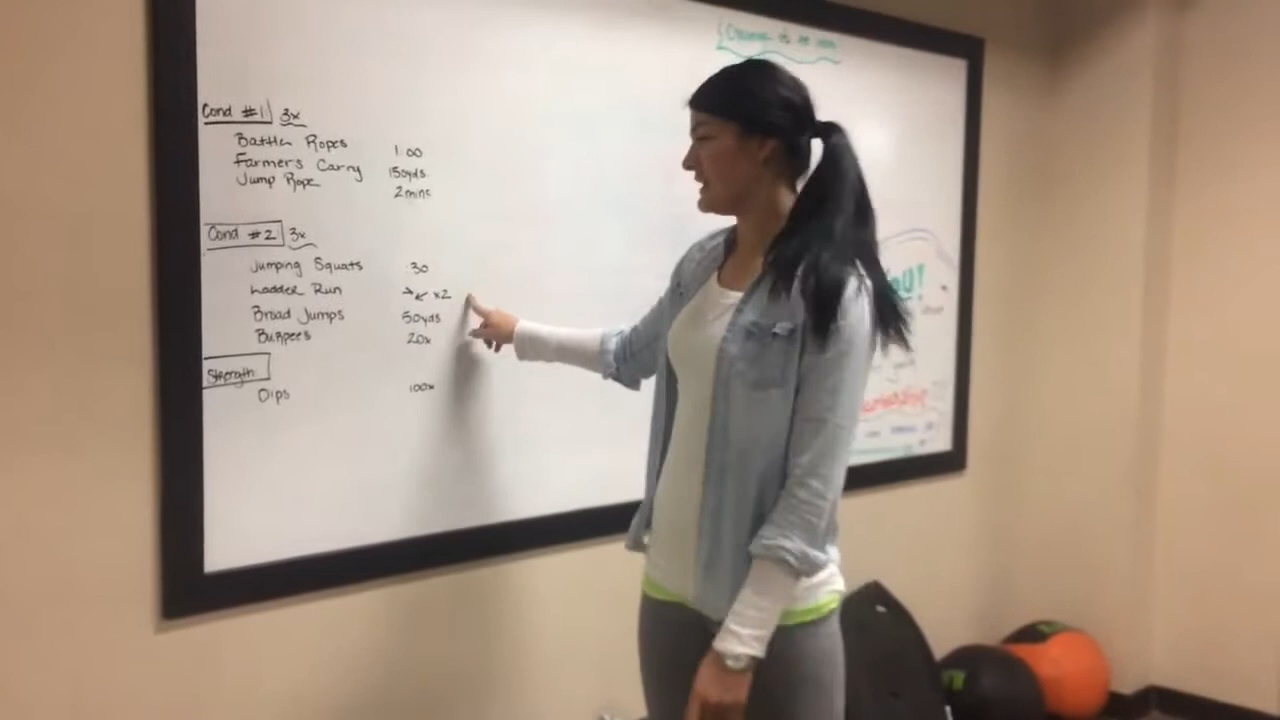 Cond #1 3x
Battle Ropes 1:00
Farmers Carry 150yds.
Jump Rope 2mins
Cond #2 3x
Jumping Squats 30
Ladder Run x2
Broad Jumps 50yds
Burpees 20x
Strength
Dips 100x
YOU!